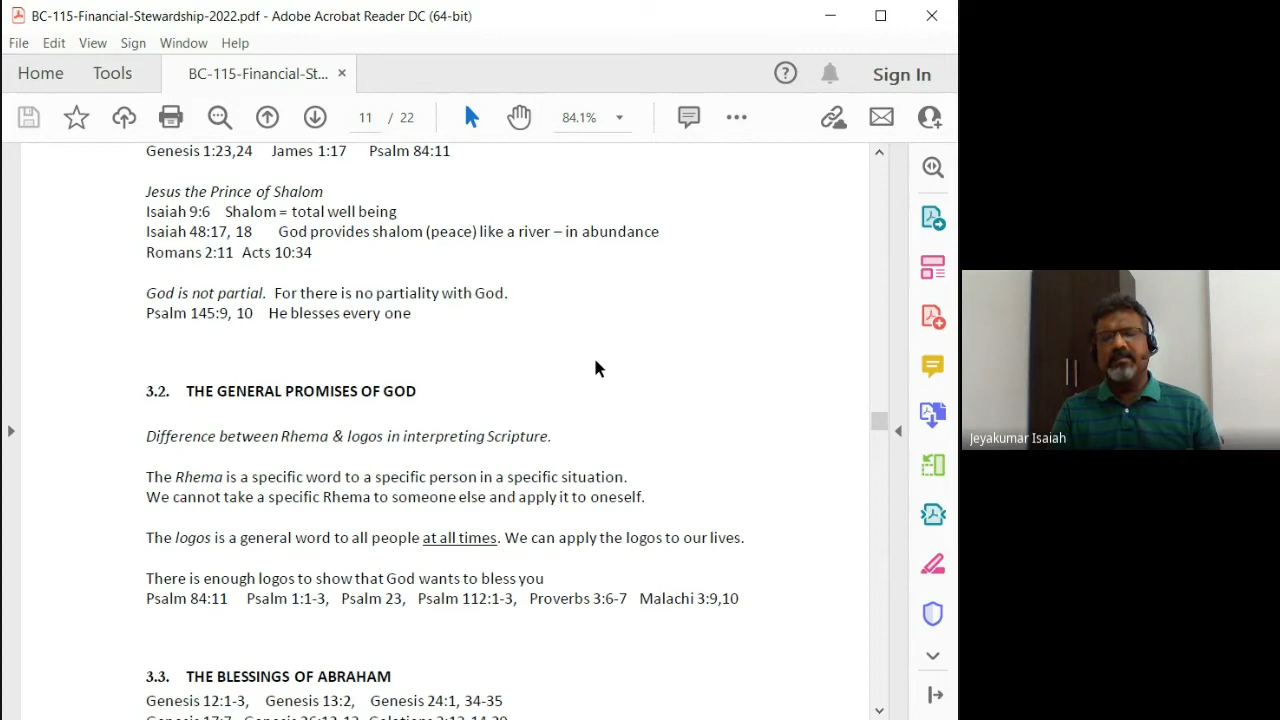 BC-115-Financial-Stewardship-2022.pdf - Adobe Acrobat Reader DC (64-bit)
File Edit View Sign Window Help
Home Tools BC-115-Financial-St... × Sign In
11 / 22 84.1%
Genesis 1:23,24 James 1:17 Psalm 84:11
Jesus the Prince of Shalom
Isaiah 9:6 Shalom = total well being
Isaiah 48:17, 18 God provides shalom (peace) like a river – in abundance
Romans 2:11 Acts 10:34
God is not partial. For there is no partiality with God.
Psalm 145:9, 10 He blesses every one
3.2. THE GENERAL PROMISES OF GOD
Difference between Rhema & logos in interpreting Scripture.
The Rhema is a specific word to a specific person in a specific situation.
We cannot take a specific Rhema to someone else and apply it to oneself.
The logos is a general word to all people at all times. We can apply the logos to our lives.
There is enough logos to show that God wants to bless you
Psalm 84:11 Psalm 1:1-3, Psalm 23, Psalm 112:1-3, Proverbs 3:6-7 Malachi 3:9,10
3.3. THE BLESSINGS OF ABRAHAM
Genesis 12:1-3, Genesis 13:2, Genesis 24:1, 34-35
Jeyakumar Isaiah